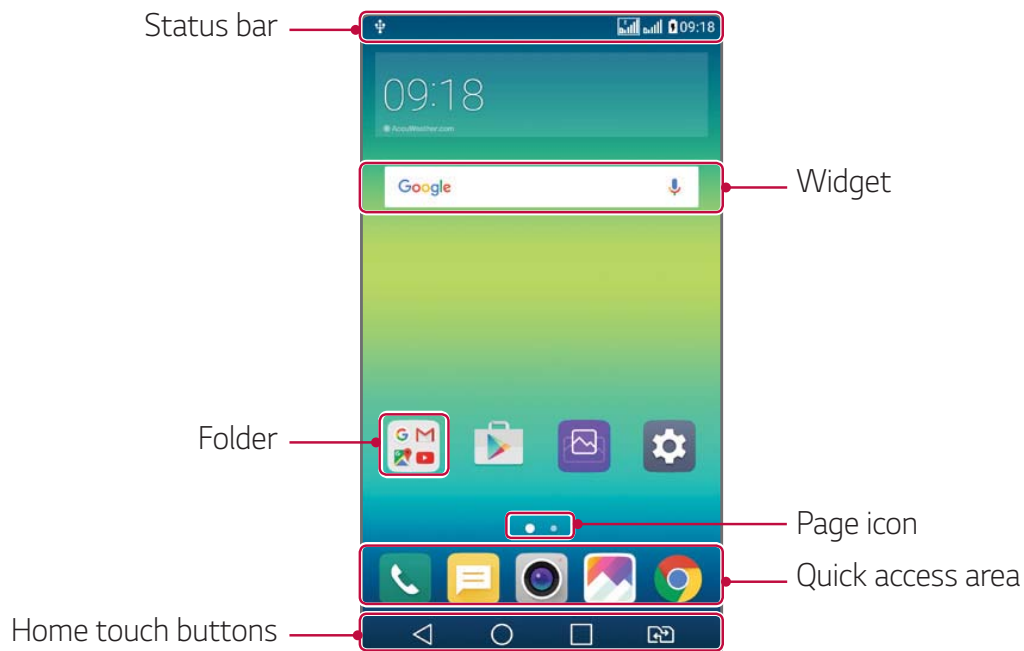 Status bar
09:18
09:18
AccuWeather.com
Google
Widget
Folder
G M
Page icon
Quick access area
Home touch buttons